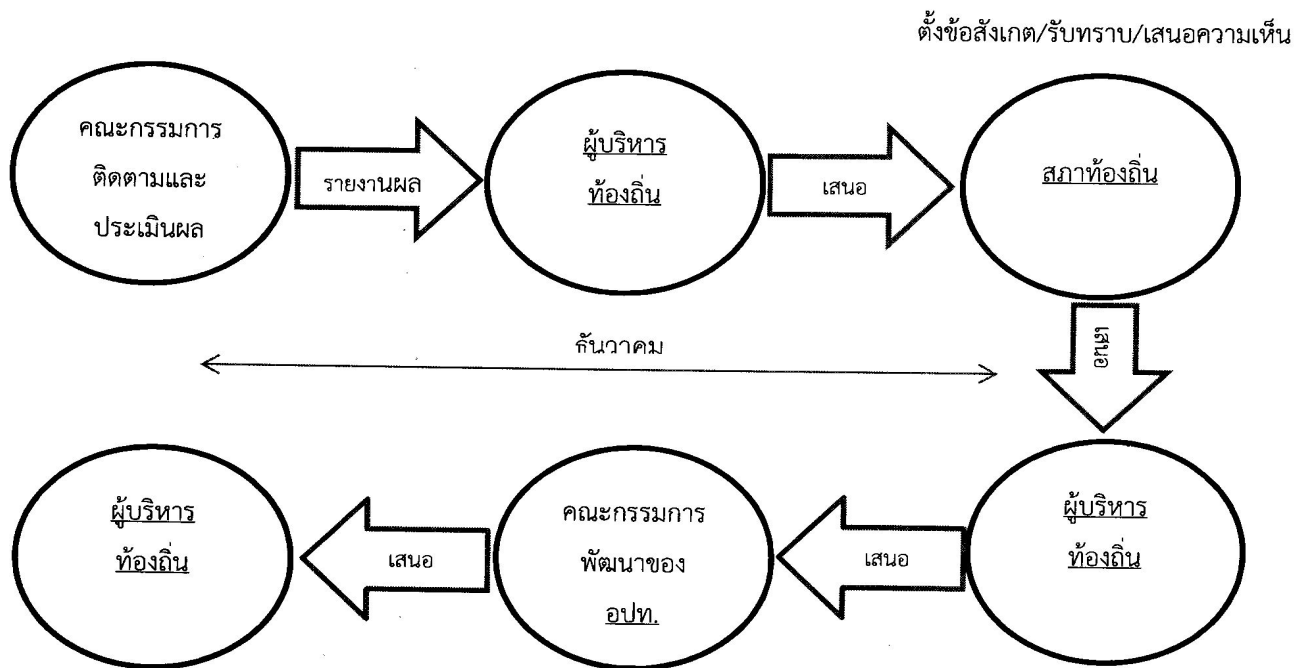 ตั้งข้อสังเกต/รับทราบ/เสนอความเห็น
คณะกรรมการ
ติดตามและ
ประเมินผล
รายงานผล
ผู้บริหาร
ท้องถิ่น
เสนอ
สภาท้องถิ่น
เสนอ
ธันวาคม
ผู้บริหาร
ท้องถิ่น
เสนอ
คณะกรรมการ
พัฒนาของ
อปท.
เสนอ
ผู้บริหาร
ท้องถิ่น